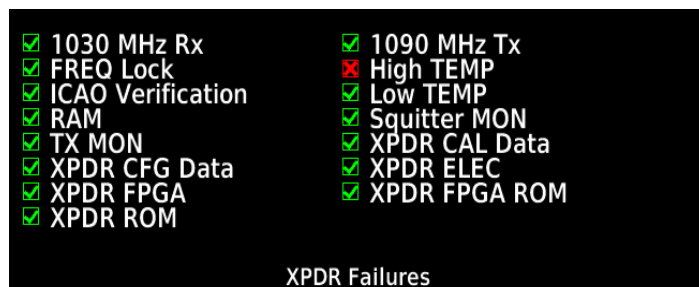 1030 MHz Rx
FREQ Lock
ICAO Verification
RAM
TX MON
XPDR CFG Data
XPDR FPGA
XPDR ROM
1090 MHz Tx
High TEMP
Low TEMP
Squitter MON
XPDR CAL Data
XPDR ELEC
XPDR FPGA ROM
XPDR Failures